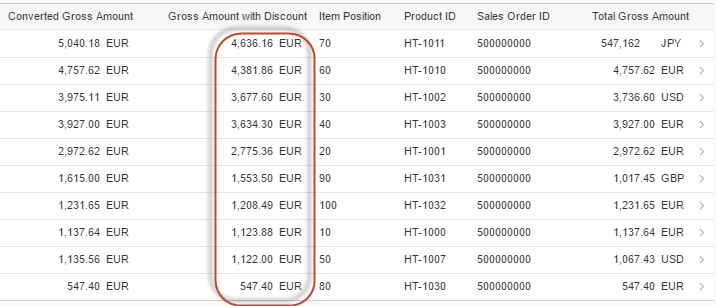 Converted Gross Amount Gross Amount with Discount Item Position Product ID Sales Order ID Total Gross Amount
5,040.18 EUR 4,636.16 EUR 70 HT-1011 500000000 547,162 JPY
4,757.62 EUR 4,381.86 EUR 60 HT-1010 500000000 4,757.62 EUR
3,975.11 EUR 3,677.60 EUR 30 HT-1002 500000000 3,736.60 USD
3,927.00 EUR 3,634.30 EUR 40 HT-1003 500000000 3,927.00 EUR
2,972.62 EUR 2,775.36 EUR 20 HT-1001 500000000 2,972.62 EUR
1,615.00 EUR 1,553.50 EUR 90 HT-1031 500000000 1,017.45 GBP
1,231.65 EUR 1,208.49 EUR 100 HT-1032 500000000 1,231.65 EUR
1,137.64 EUR 1,123.88 EUR 10 HT-1000 500000000 1,137.64 EUR
1,135.56 EUR 1,122.00 EUR 50 HT-1007 500000000 1,067.43 USD
547.40 EUR 547.40 EUR 80 HT-1030 500000000 547.40 EUR